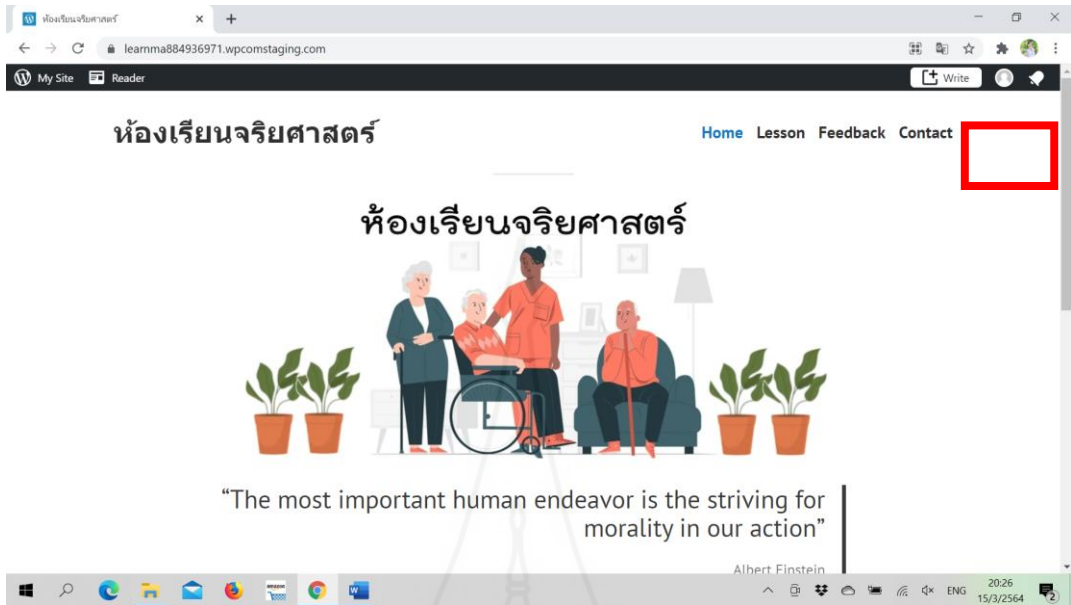 ห้องเรียนจริยศาสตร์
learnma884936971.wpcomstaging.com
My Site Reader Write
ห้องเรียนจริยศาสตร์
Home Lesson Feedback Contact
ห้องเรียนจริยศาสตร์
“The most important human endeavor is the striving for
morality in our action”
Albert Einstein
amazon
ENG
20:26
15/3/2564
2